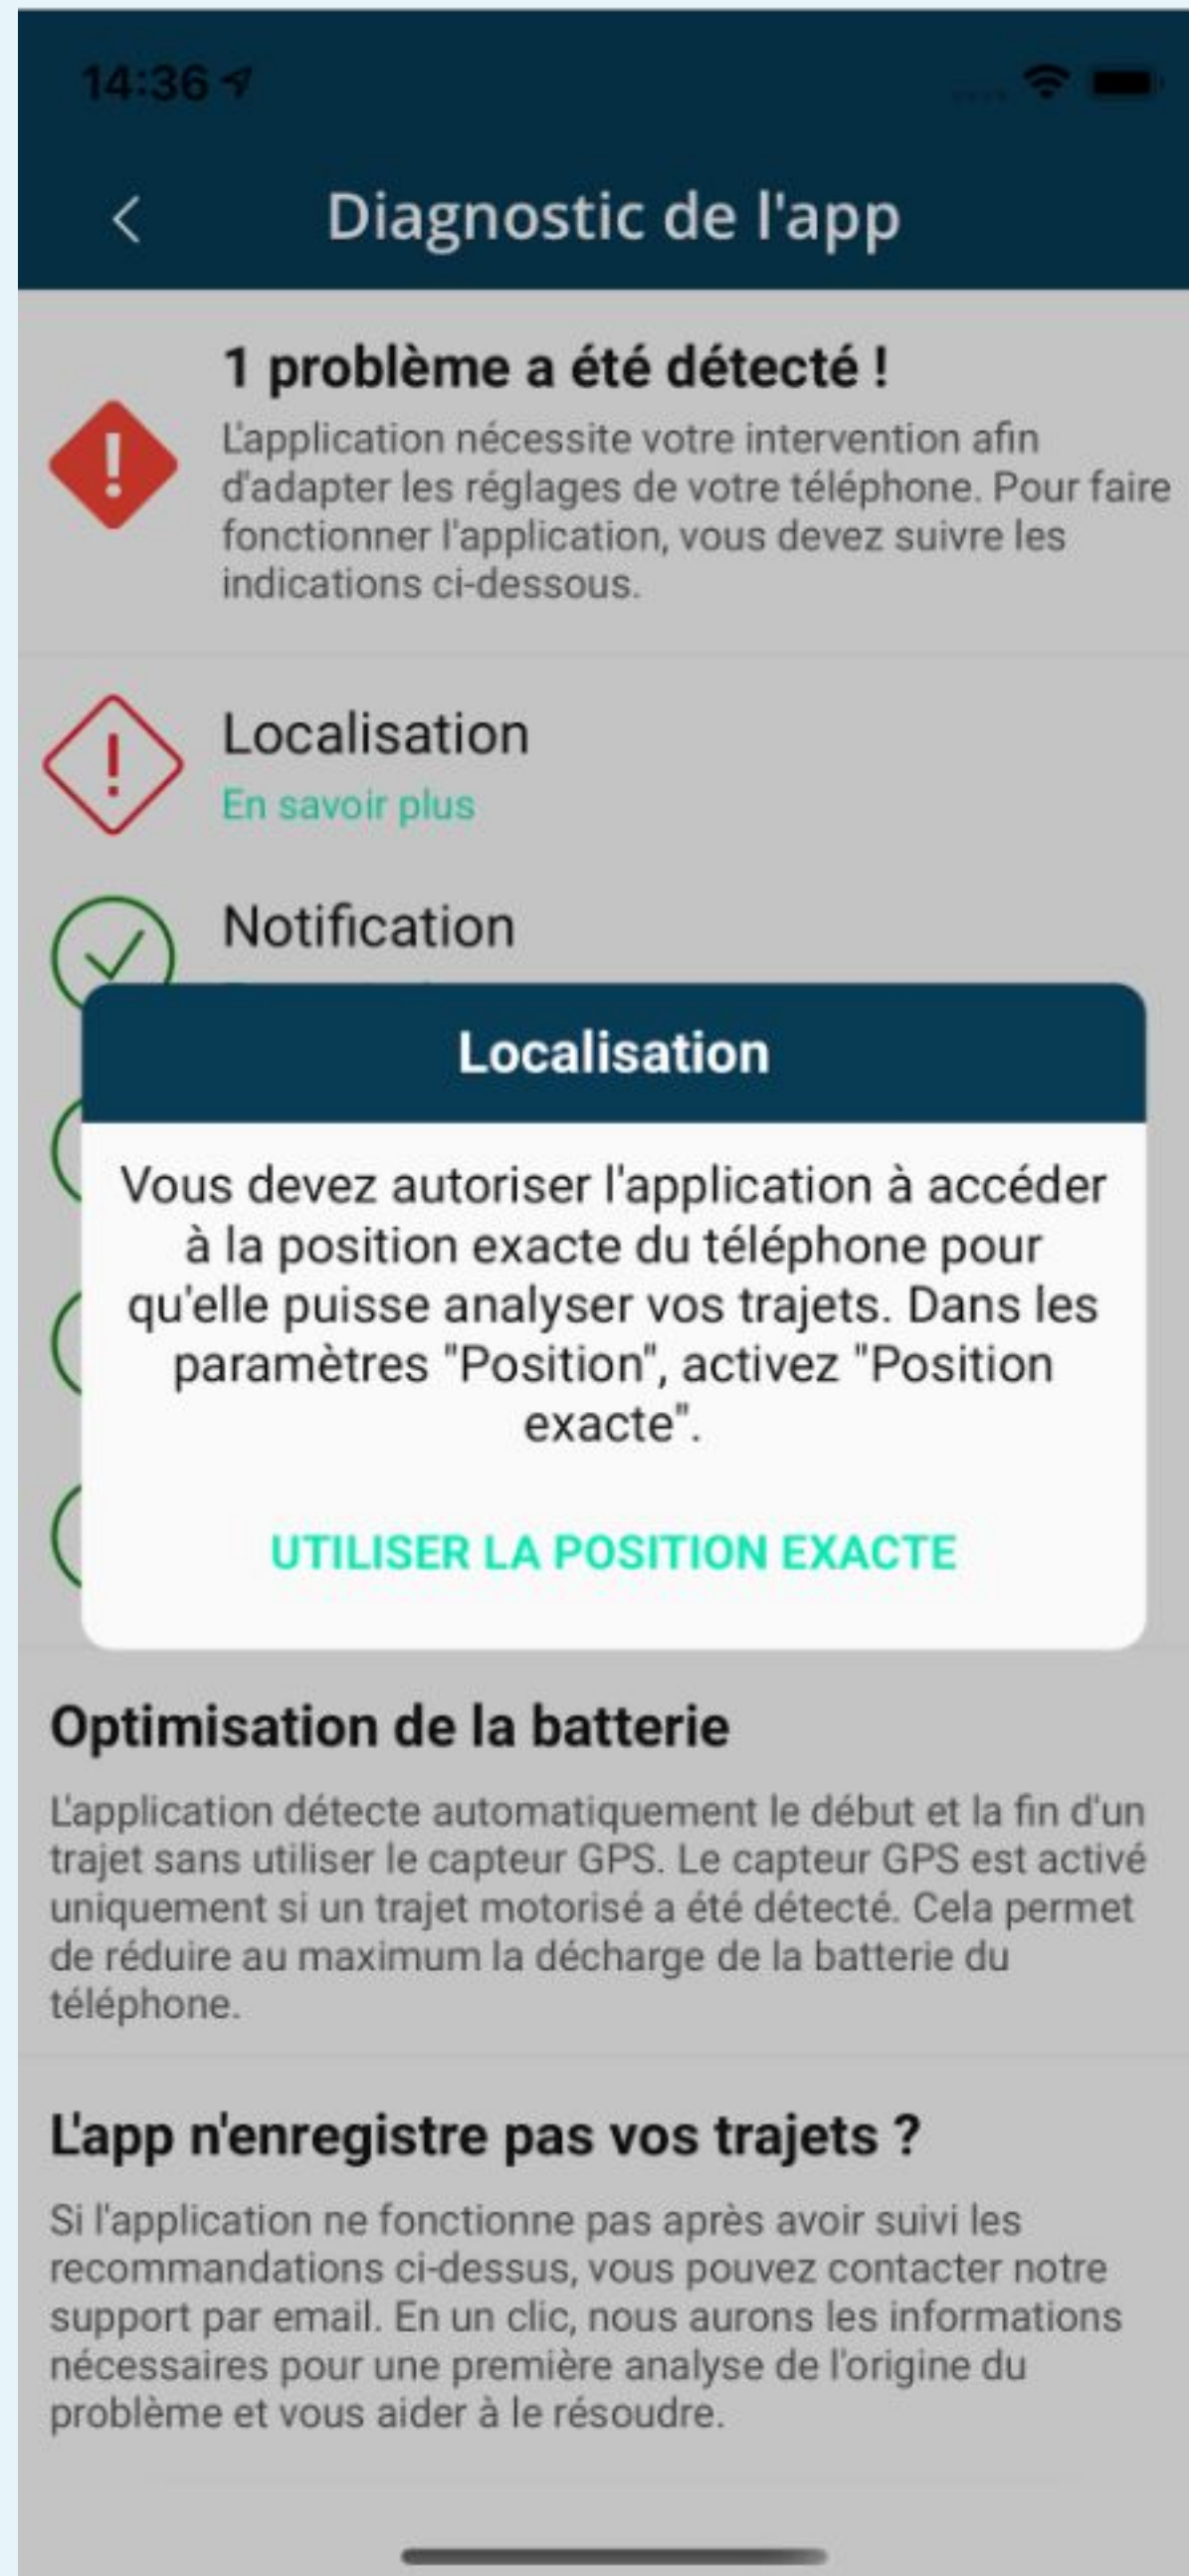 14:36
Diagnostic de l'app
1 problème a été détecté !
L'application nécessite votre intervention afin
d'adapter les réglages de votre téléphone. Pour faire
fonctionner l'application, vous devez suivre les
indications ci-dessous.
Localisation
En savoir plus
Notification
Localisation
Vous devez autoriser l'application à accéder
à la position exacte du téléphone pour
qu'elle puisse analyser vos trajets. Dans les
paramètres "Position", activez "Position
exacte".
UTILISER LA POSITION EXACTE
Optimisation de la batterie
L'application détecte automatiquement le début et la fin d'un
trajet sans utiliser le capteur GPS. Le capteur GPS est activé
uniquement si un trajet motorisé a été détecté. Cela permet
de réduire au maximum la décharge de la batterie du
téléphone.
L'app n'enregistre pas vos trajets ?
Si l'application ne fonctionne pas après avoir suivi les
recommandations ci-dessus, vous pouvez contacter notre
support par email. En un clic, nous aurons les informations
nécessaires pour une première analyse de l'origine du
problème et vous aider à le résoudre.